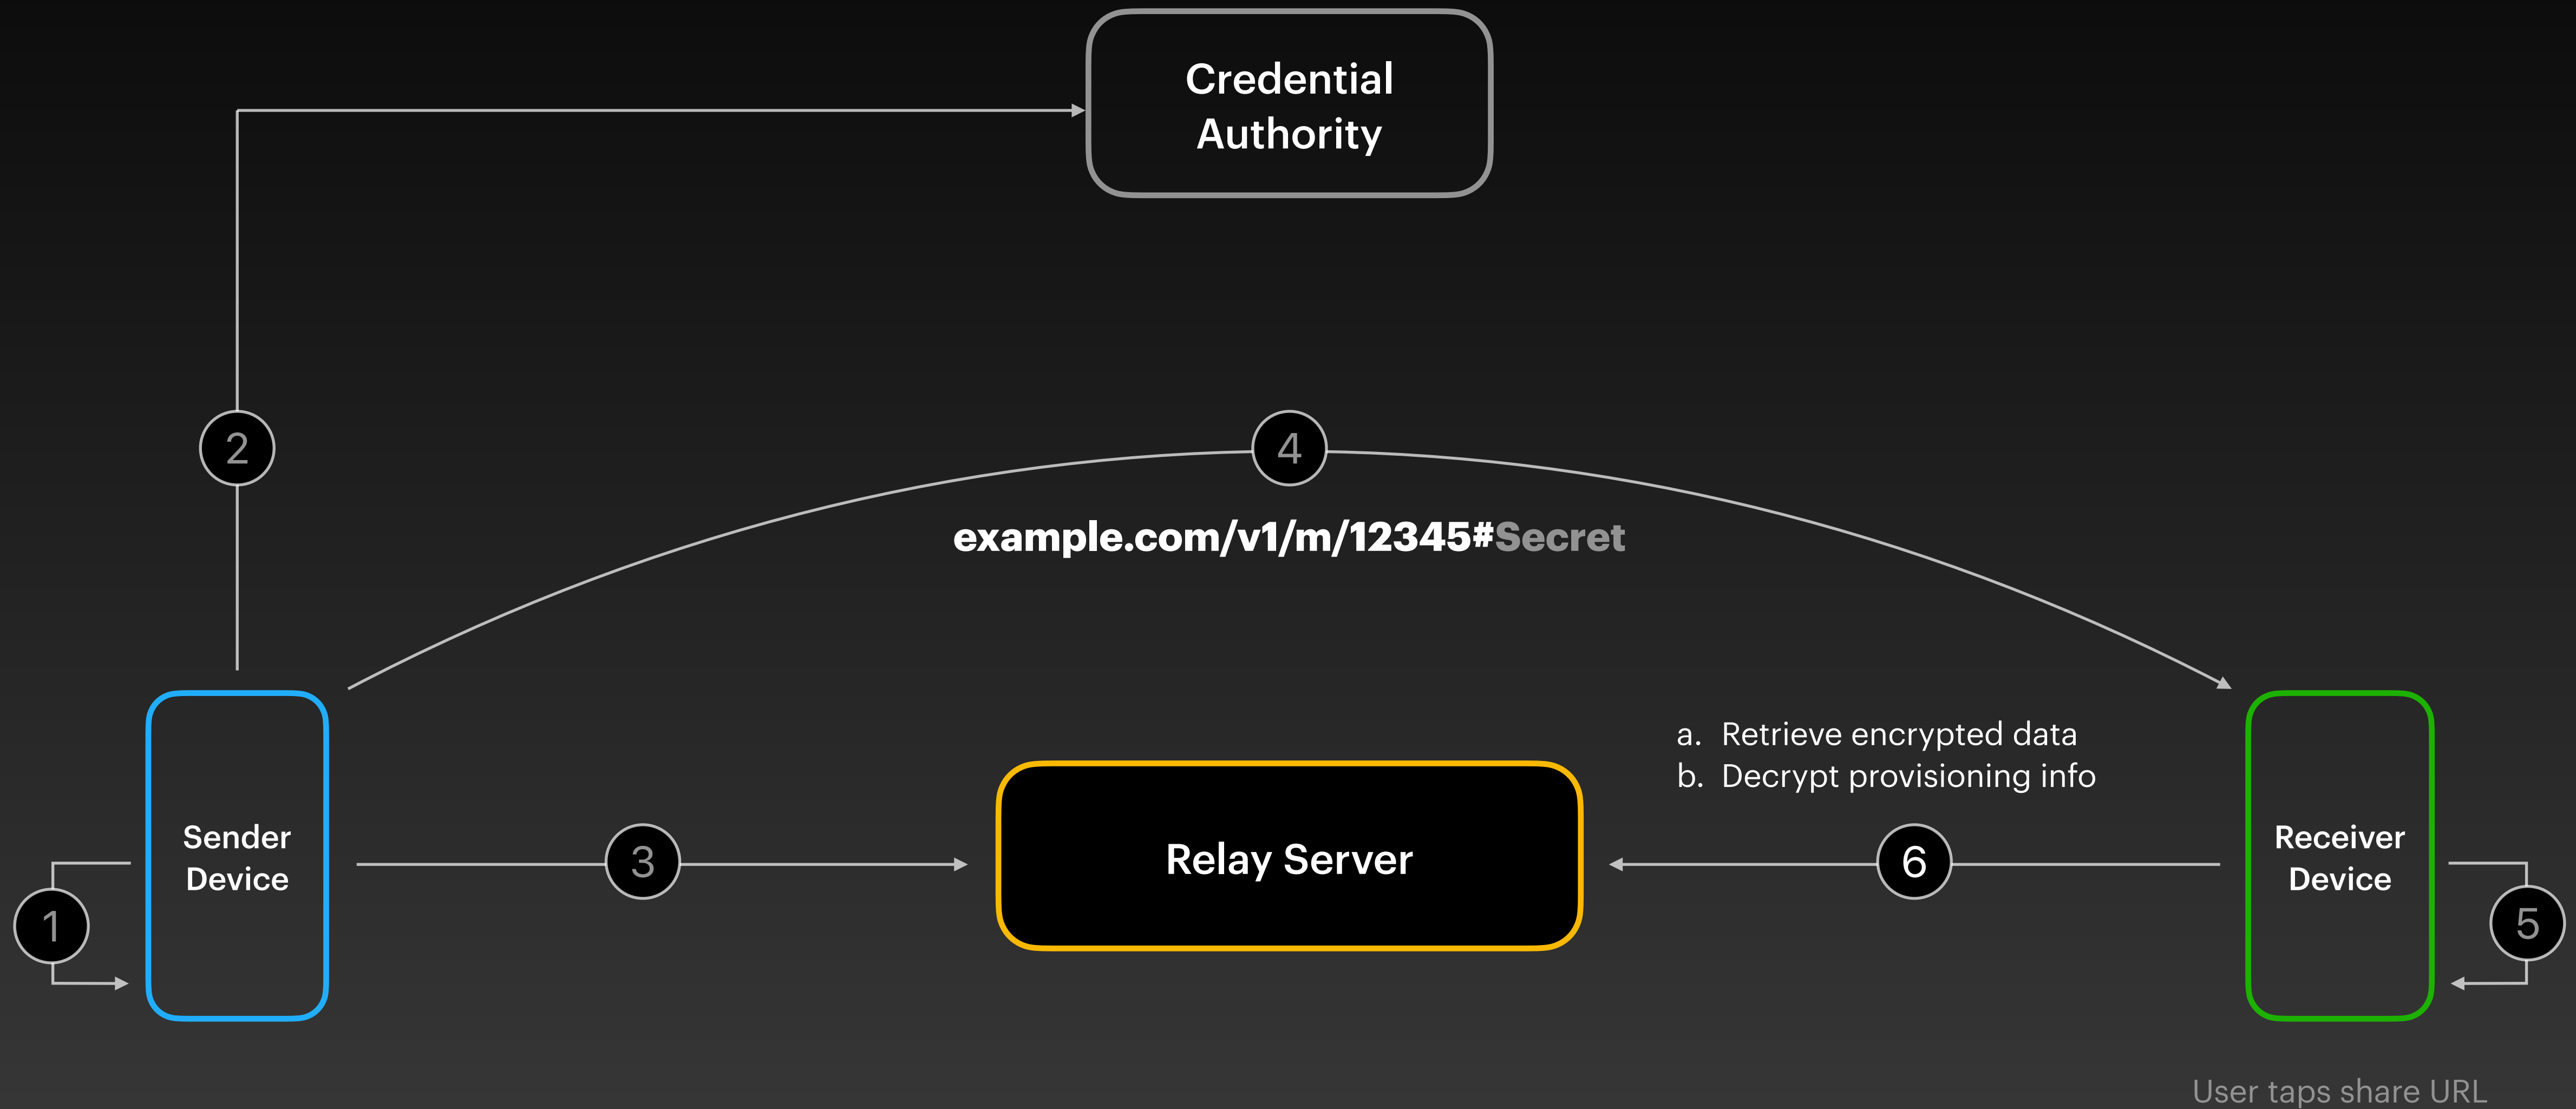 Credential
Authority
2
4
example.com/v1/m/12345#Secret
a. Retrieve encrypted data
b. Decrypt provisioning info
Sender
Device
1
3
Relay Server
6
Receiver
Device
5
User taps share URL